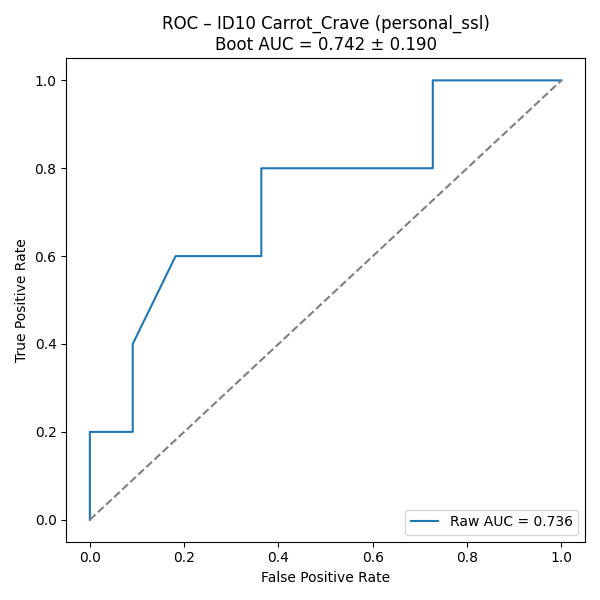 ROC – ID10 Carrot_Crave (personal_ssl)
Boot AUC = 0.742 ± 0.190
True Positive Rate
1.0
0.8
0.6
0.4
0.2
0.0
Raw AUC = 0.736
0.0 0.2 0.4 0.6 0.8 1.0
False Positive Rate